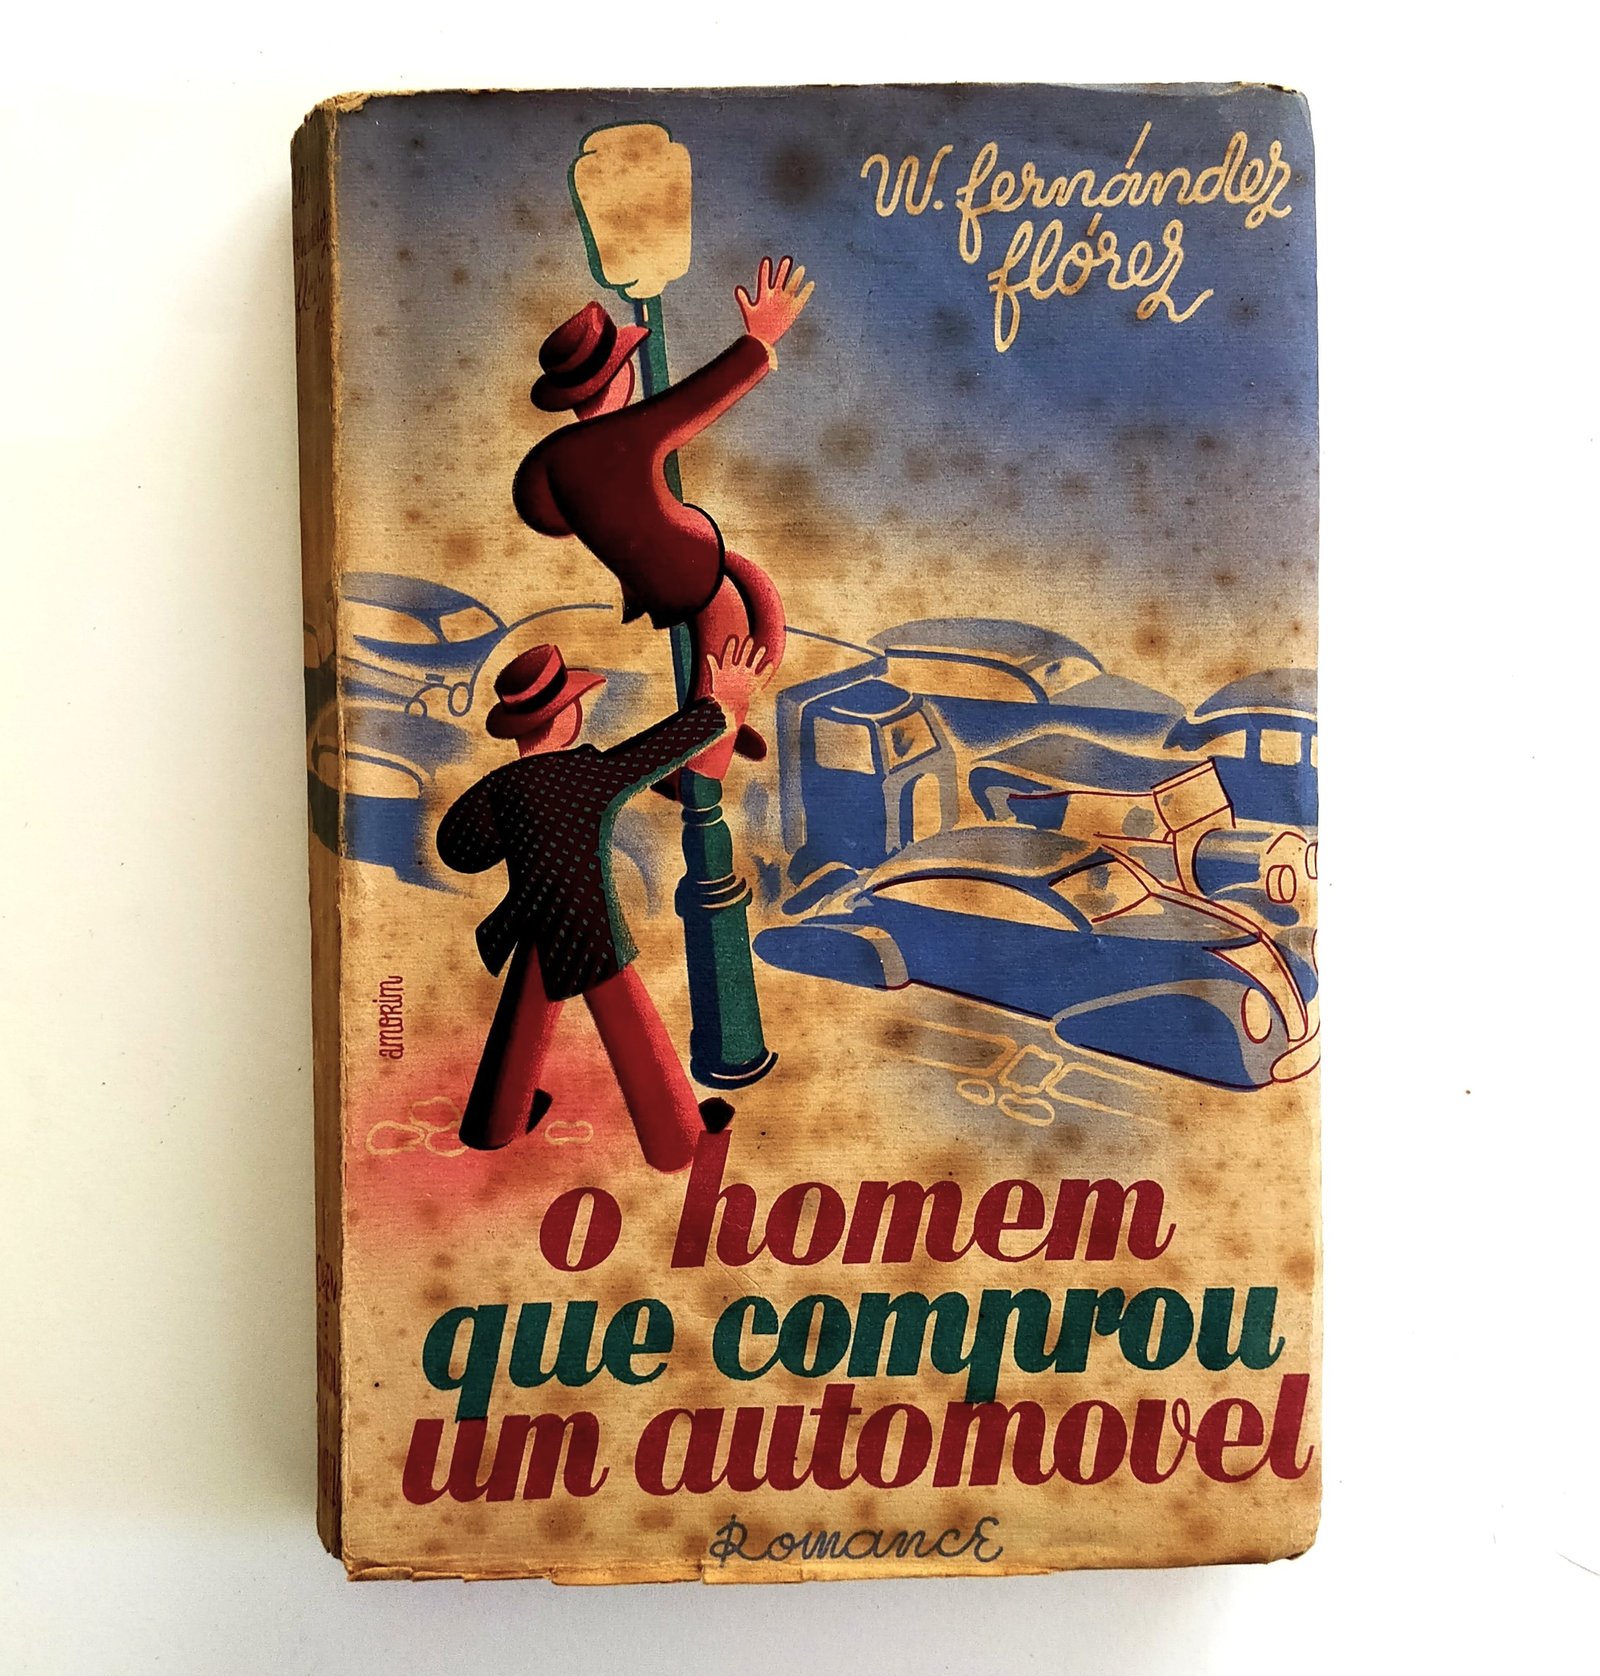 W. fernández
flórez
amorim
o homem
que comprou
um automovel
Romance